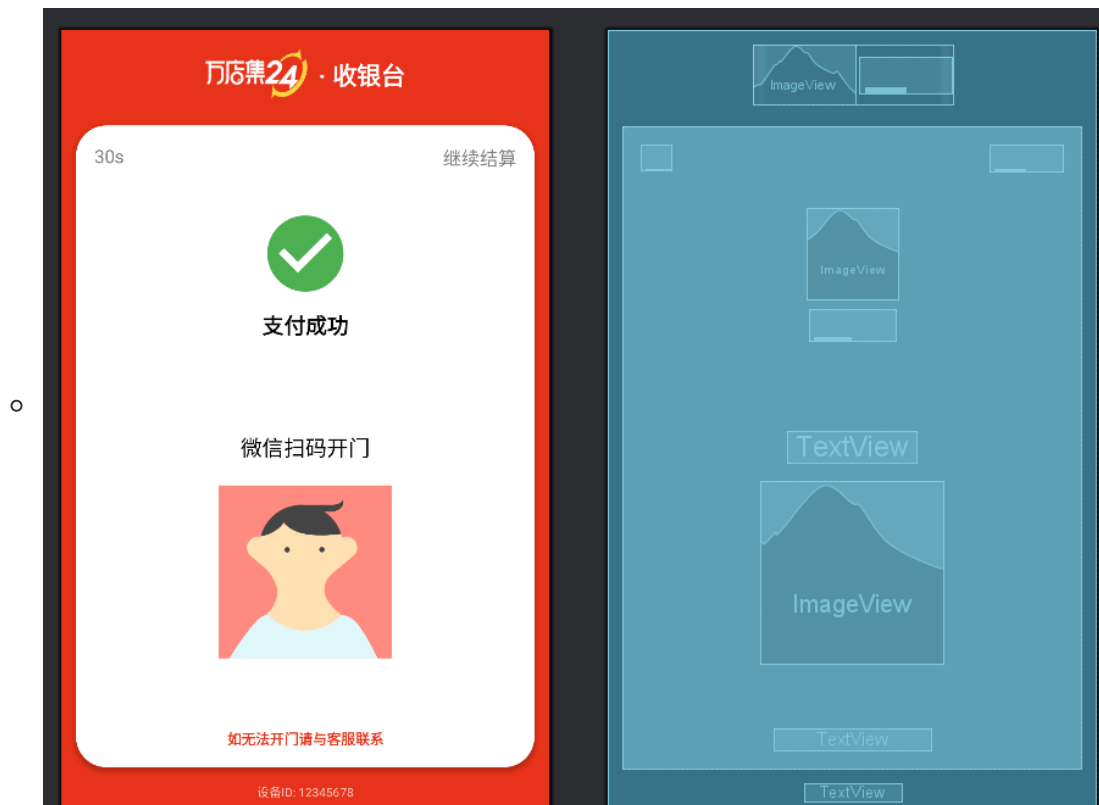 万店集24 · 收银台
30s
继续结算
支付成功
微信扫码开门
如无法开门请与客服联系
设备ID: 12345678
ImageView
ImageView
TextView
ImageView
TextView
TextView